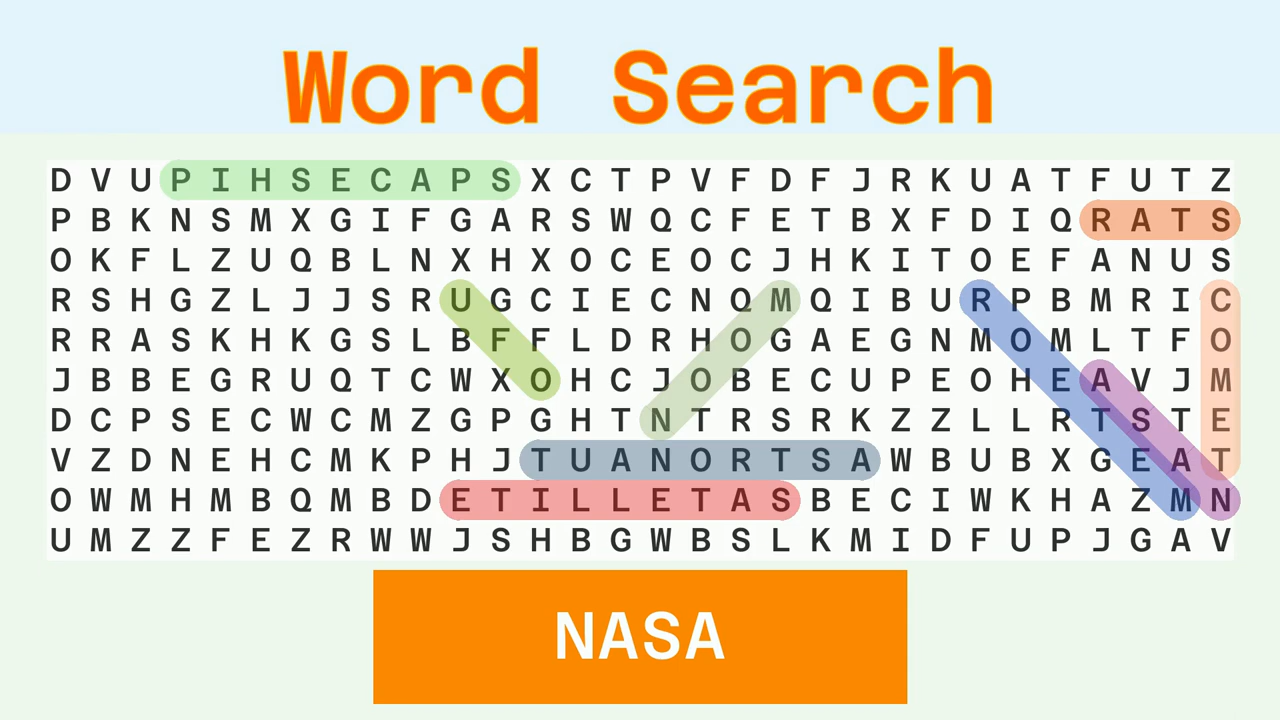 Word Search
D V U P I H S E C A P S X C T P V F D F J R K U A T F U T Z
P B K N S M X G I F G A R S W Q C F E T B X F D I Q R A T S
O K F L Z U Q B L N X H X O C E O C J H K I T O E F A N U S
R S H G Z L J J S R U G C I E C N Q M Q I B U R P B M R I C
R R A S K H K G S L B F F L D R H O G A E G N M O M L T F O
J B B E G R U Q T C W X O H C J O B E C U P E O H E A V J M
D C P S E C W C M Z G P G H T N T R S R K Z Z L L R T S T E
V Z D N E H C M K P H J T U A N O R T S A W B U B X G E A T
O W M H M B Q M B D E T I L L E T A S B E C I W K H A Z M N
U M Z Z F E Z R W W J S H B G W B S L K M I D F U P J G A V
NASA